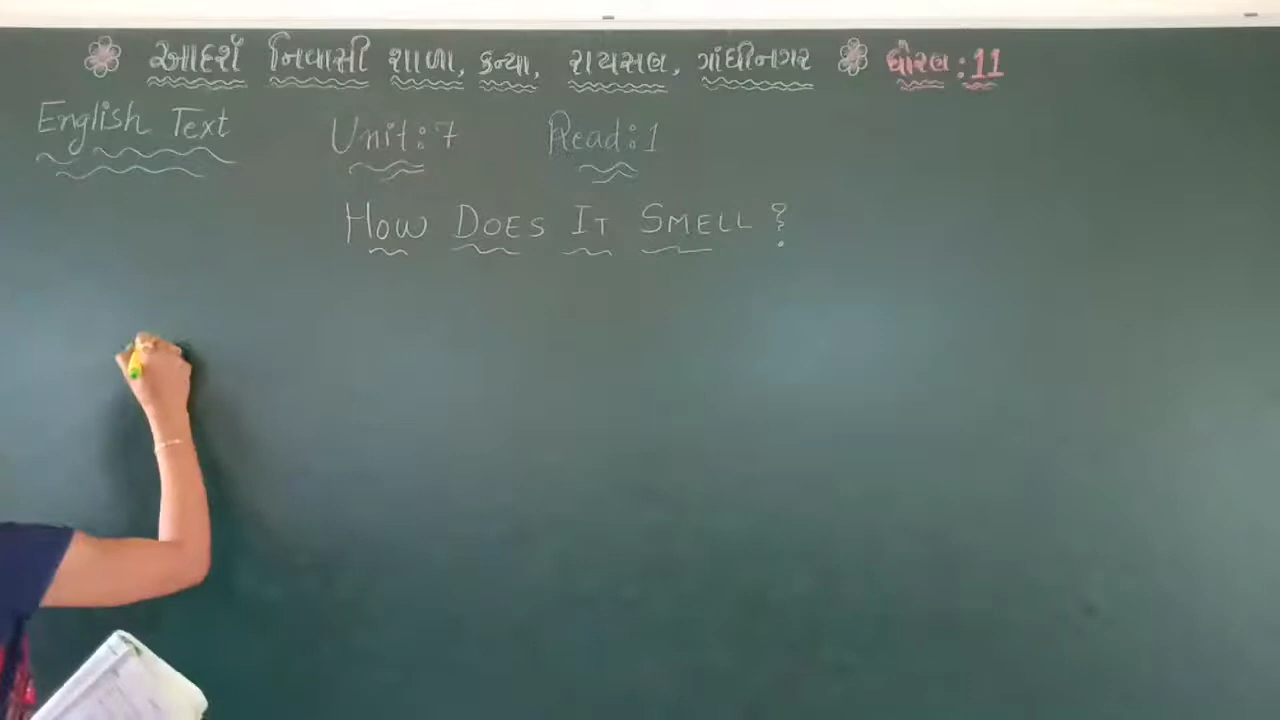 આદર્શ નિવાસી શાળા, કન્યા, રાયસણ, ગાંધીનગર ધોરણ : 11
English Text Unit : 7 Read : 1
HOW DOES IT SMELL ?